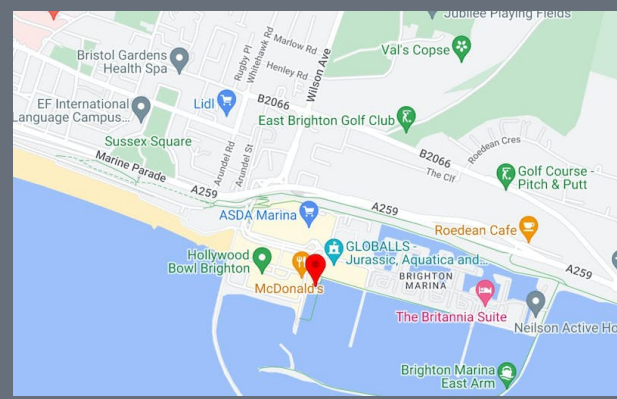 Jubilee Playing Fields
Val's Copse
Marlow Rd
Rugby Pl
Whitehawk Rd
Henley Rd
Wilson Ave
Bristol Gardens
Health Spa
EF International
Language Campus...
Lidl
B2066
East Brighton Golf Club
Sussex Square
Arundel Rd
Arundel St
B2066
Roedean Cres
The Clf
Golf Course -
Pitch & Putt
Marine Parade
A259
A259
ASDA Marina
Roedean Cafe
Hollywood
Bowl Brighton
GLOBALLS -
Jurassic, Aquatica and...
A259
McDonald's
BRIGHTON
MARINA
The Britannia Suite
Neilson Active Ho
Brighton Marina
East Arm